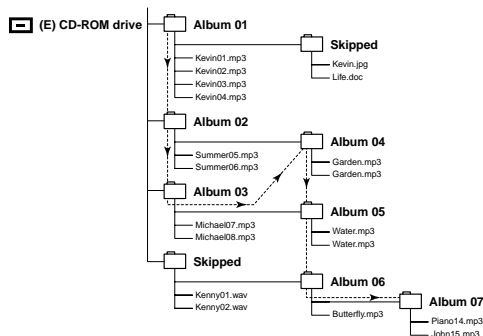 (E) CD-ROM drive
Album 01
Kevin01.mp3
Kevin02.mp3
Kevin03.mp3
Kevin04.mp3
Skipped
Kevin.jpg
Life.doc
Album 02
Summer05.mp3
Summer06.mp3
Album 04
Garden.mp3
Garden.mp3
Album 03
Michael07.mp3
Michael08.mp3
Album 05
Water.mp3
Water.mp3
Skipped
Kenny01.wav
Kenny02.wav
Album 06
Butterfly.mp3
Album 07
Piano14.mp3
John15.mp3